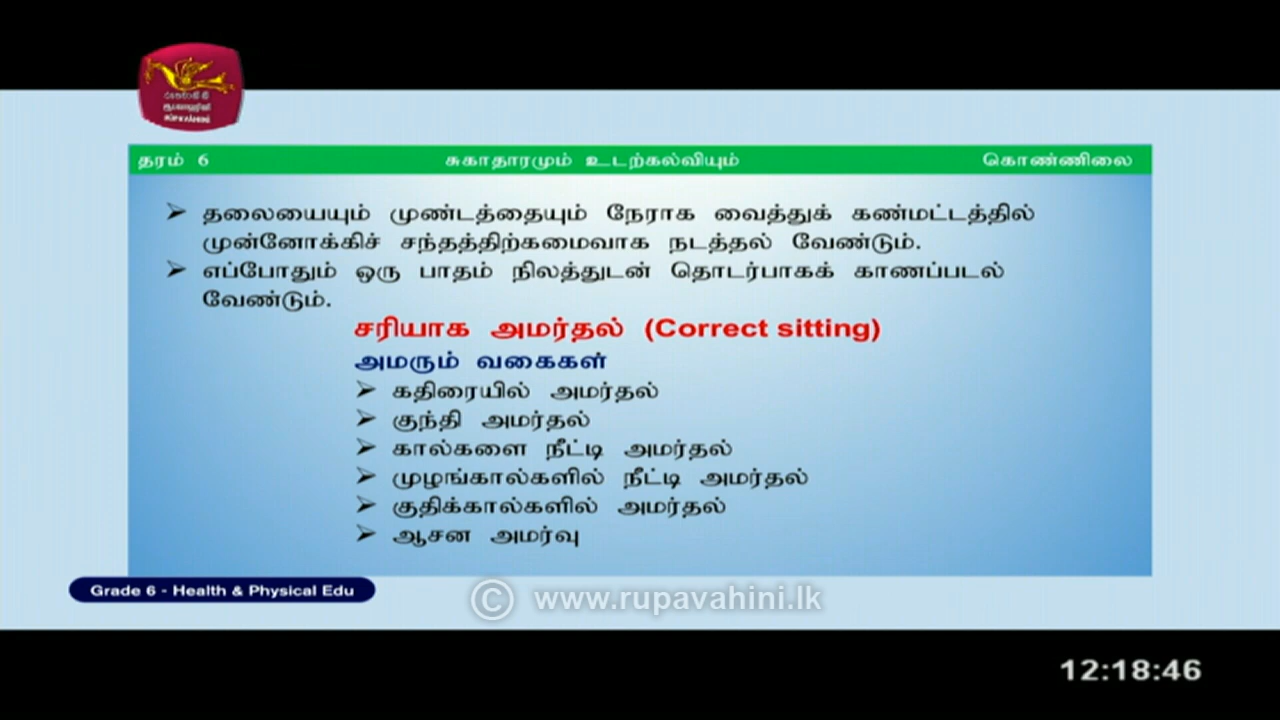 தரம் 6 சுகாதாரமும் உடற்கல்வியும் கொண்ணிலை
➢ தலையையும் முண்டத்தையும் நேராக வைத்துக் கண்மட்டத்தில்
முன்னோக்கிச் சந்தத்திற்கமைவாக நடத்தல் வேண்டும்.
➢ எப்போதும் ஒரு பாதம் நிலத்துடன் தொடர்பாகக் காணப்படல்
வேண்டும்.
சரியாக அமர்தல் (Correct sitting)
அமரும் வகைகள்
➢ கதிரையில் அமர்தல்
➢ குந்தி அமர்தல்
➢ கால்களை நீட்டி அமர்தல்
➢ முழங்கால்களில் நீட்டி அமர்தல்
➢ குதிக்கால்களில் அமர்தல்
➢ ஆசன அமர்வு
Grade 6 - Health & Physical Edu
© www.rupavahini.lk
12:18:46